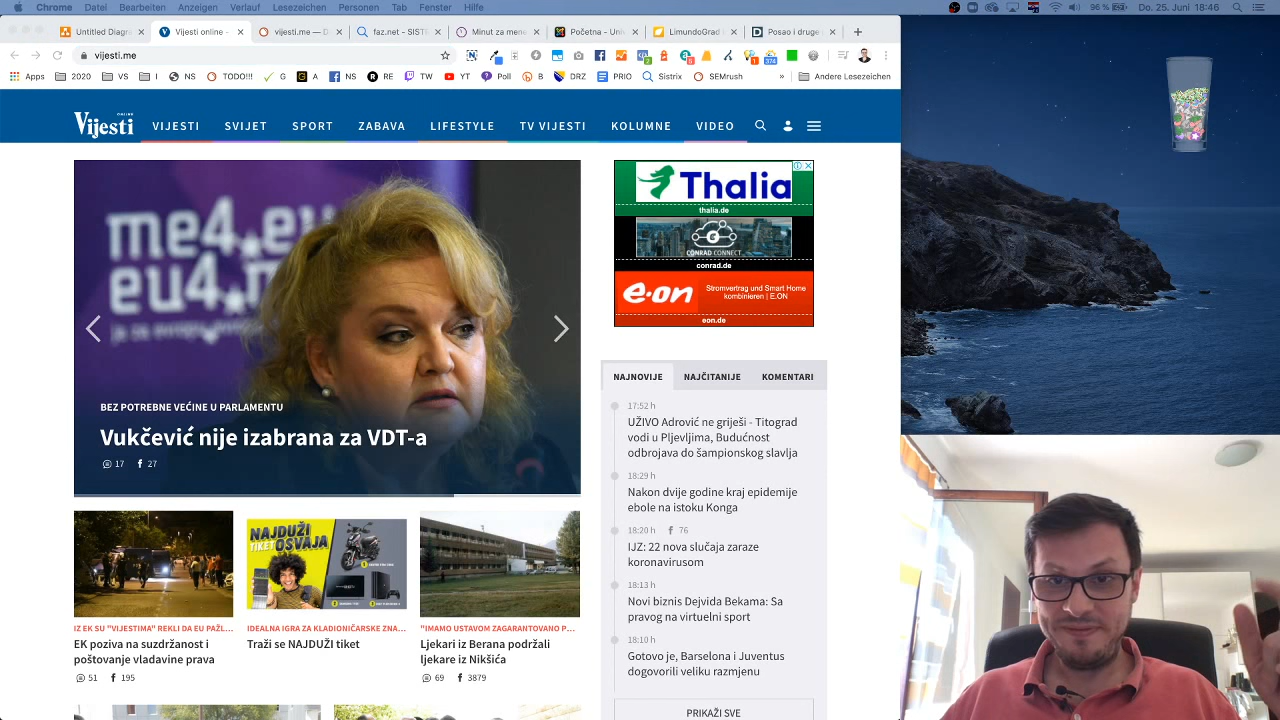 Chrome Datei Bearbeiten Anzeigen Verlauf Lesezeichen Personen Tab Fenster Hilfe
96 % Do. 25. Juni 18:46
Untitled Diagra
Vijesti online -
vijesti.me — D
faz.net - SISTR
Minut za mene
Početna – Univ
LimundoGrad
Posao i druge
vijesti.me
Apps 2020 VS I NS TODO!!! G A NS RE TW YT Poll B DRZ PRIO Sistrix SEMrush » Andere Lesezeichen
ONLINE
Vijesti VIJESTI SVIJET SPORT ZABAVA LIFESTYLE TV VIJESTI KOLUMNE VIDEO
me4.eu
eu4.m
BEZ POTREBNE VEĆINE U PARLAMENTU
Vukčević nije izabrana za VDT-a
17 27
Thalia
thalia.de
CONRAD CONNECT
conrad.de
e·on
Stromvertrag und Smart Home
kombinieren | E.ON
eon.de
NAJNOVIJE NAJČITANIJE KOMENTARI
17:52 h
UŽIVO Adrović ne griješi - Titograd
vodi u Pljevljima, Budućnost
odbrojava do šampionskog slavlja
18:29 h
Nakon dvije godine kraj epidemije
ebole na istoku Konga
18:20 h 76
IJZ: 22 nova slučaja zaraze
koronavirusom
18:13 h
Novi biznis Dejvida Bekama: Sa
pravog na virtuelni sport
18:10 h
Gotovo je, Barselona i Juventus
dogovorili veliku razmjenu
PRIKAŽI SVE
IZ EK SU "VIJESTIMA" REKLI DA EU PAŽL...
EK poziva na suzdržanost i
poštovanje vladavine prava
51 195
NAJDUŽI
TIKET OSVAJA
IDEALNA IGRA ZA KLADIONIČARSKE ZNA...
Traži se NAJDUŽI tiket
"IMAMO USTAVOM ZAGARANTOVANO P...
Ljekari iz Berana podržali
ljekare iz Nikšića
69 3879